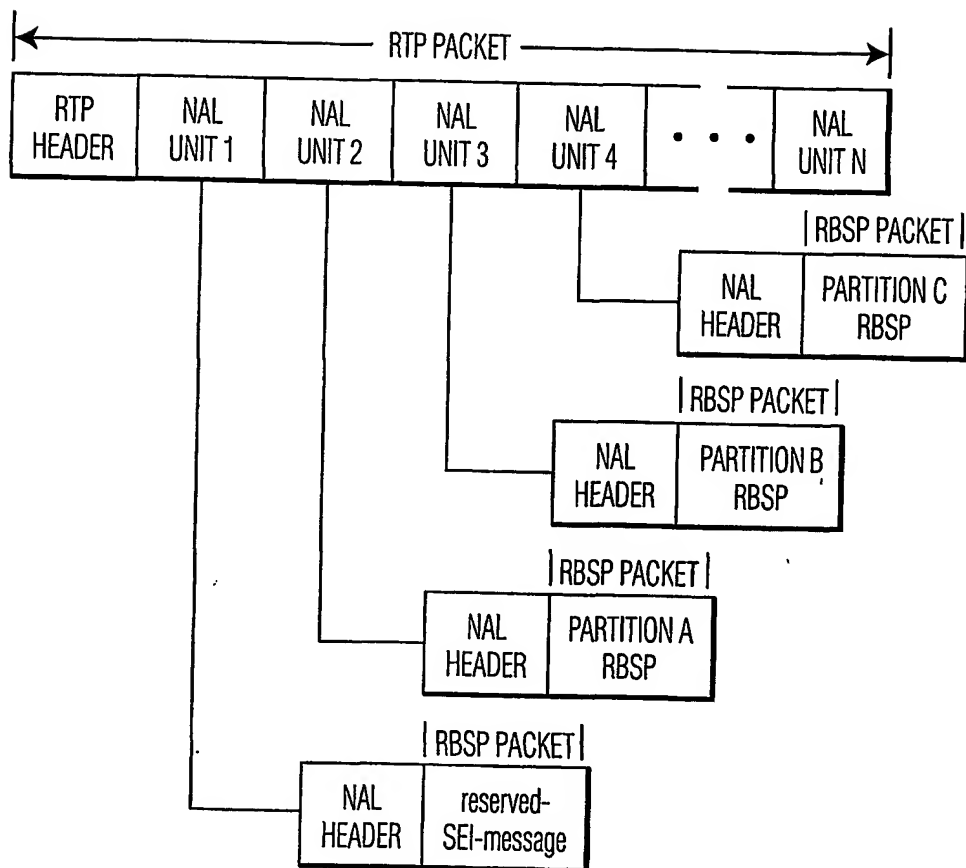 RTP PACKET
RTP HEADER
NAL UNIT 1
NAL UNIT 2
NAL UNIT 3
NAL UNIT 4
• • •
NAL UNIT N
RBSP PACKET
NAL HEADER
PARTITION C RBSP
RBSP PACKET
NAL HEADER
PARTITION B RBSP
RBSP PACKET
NAL HEADER
PARTITION A RBSP
RBSP PACKET
NAL HEADER
reserved-
SEI-message